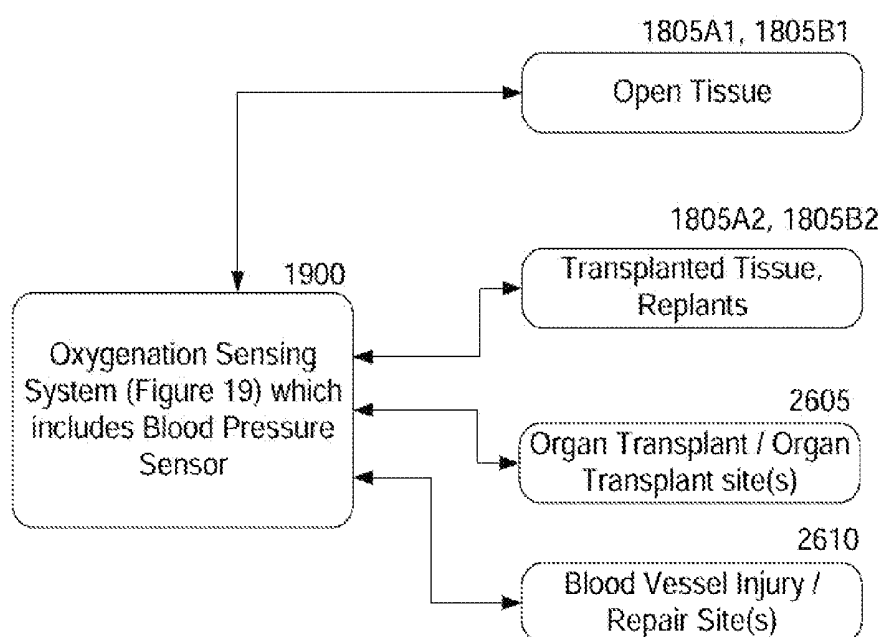 1805A1, 1805B1
Open Tissue
1805A2, 1805B2
Transplanted Tissue,
Replants
1900
Oxygenation Sensing
System (Figure 19) which
includes Blood Pressure
Sensor
2605
Organ Transplant / Organ
Transplant site(s)
2610
Blood Vessel Injury /
Repair Site(s)